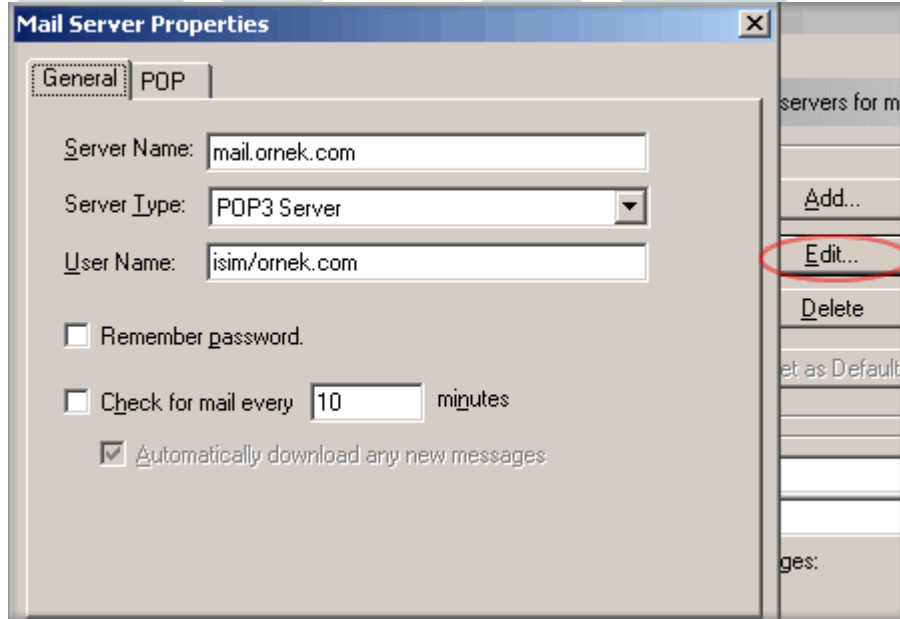 Mail Server Properties
General POP
servers for m
Server Name: mail.ornek.com
Add...
Server Type: POP3 Server
Edit...
User Name: isim/ornek.com
Delete
Remember password.
et as Default
Check for mail every 10 minutes
Automatically download any new messages
ges: